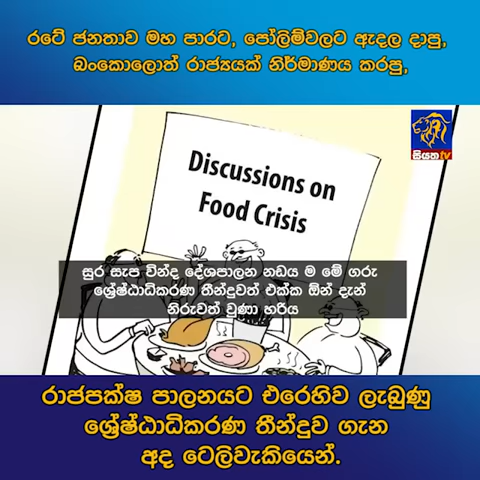 රටේ ජනතාව මහ පාරට, පෝලිම්වලට ඇදල දාපු,
බංකොලොත් රාජ්‍යයක් නිර්මාණය කරපු,
සියත tv
Discussions on
Food Crisis
සුර සැප වින්ද දේශපාලන නඩය ම මේ ගරු
ශ්‍රේෂ්ඨාධිකරණ තීන්දුවත් එක්ක ඕන් දැන්
නිරුවත් වුණා හරිය
රාජපක්ෂ පාලනයට එරෙහිව ලැබුණු
ශ්‍රේෂ්ඨාධිකරණ තීන්දුව ගැන
අද ටෙලිවැකියෙන්.